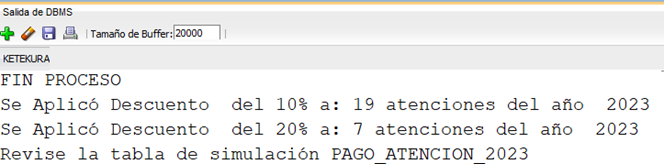 Salida de DBMS
Tamaño de Buffer: 20000
KETEKURA
FIN PROCESO
Se Aplicó Descuento  del 10% a: 19 atenciones del año  2023
Se Aplicó Descuento  del 20% a: 7 atenciones del año  2023
Revise la tabla de simulación PAGO_ATENCION_2023